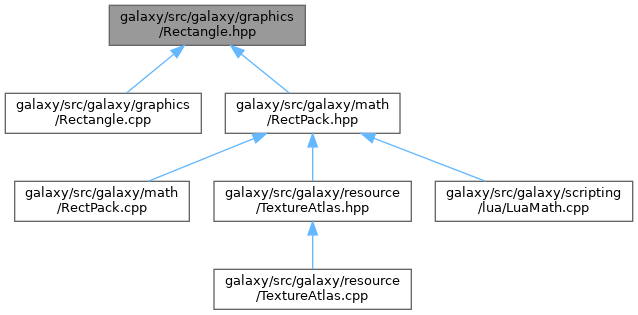 galaxy/src/galaxy/graphics
/Rectangle.hpp
galaxy/src/galaxy/graphics
/Rectangle.cpp
galaxy/src/galaxy/math
/RectPack.hpp
galaxy/src/galaxy/math
/RectPack.cpp
galaxy/src/galaxy/resource
/TextureAtlas.hpp
galaxy/src/galaxy/scripting
/lua/LuaMath.cpp
galaxy/src/galaxy/resource
/TextureAtlas.cpp